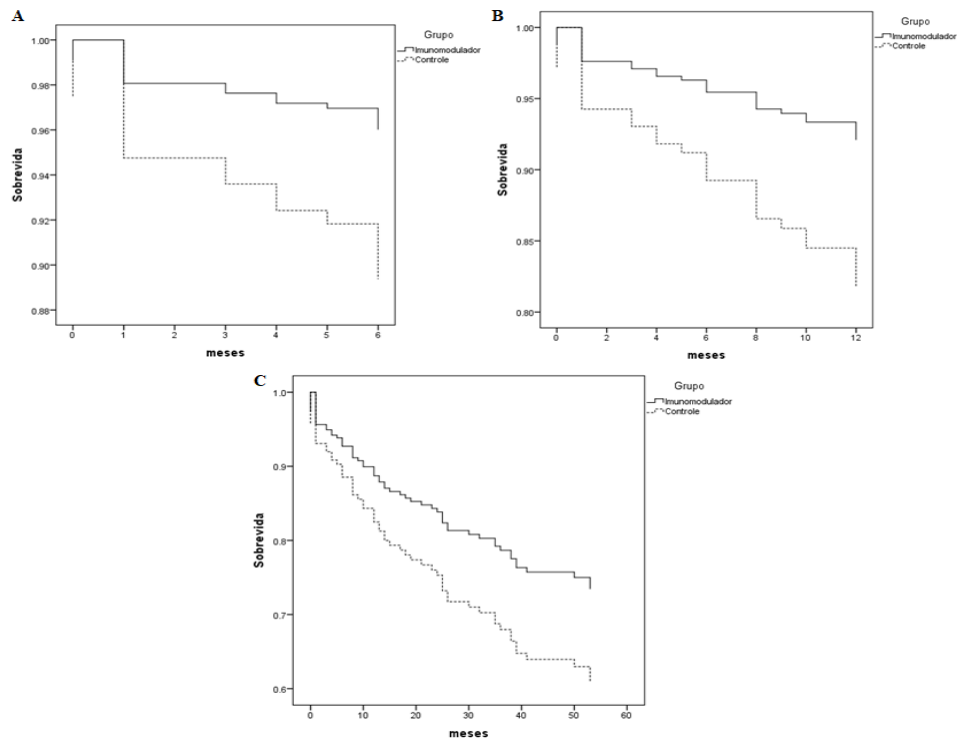 A
Grupo
Imunomodulador
Controle
Sobrevida
1.00
0.98
0.96
0.94
0.92
0.90
0.88
0 1 2 3 4 5 6
meses
B
Grupo
Imunomodulador
Controle
Sobrevida
1.00
0.95
0.90
0.85
0.80
0 2 4 6 8 10 12
meses
C
Grupo
Imunomodulador
Controle
Sobrevida
1.0
0.9
0.8
0.7
0.6
0 10 20 30 40 50 60
meses